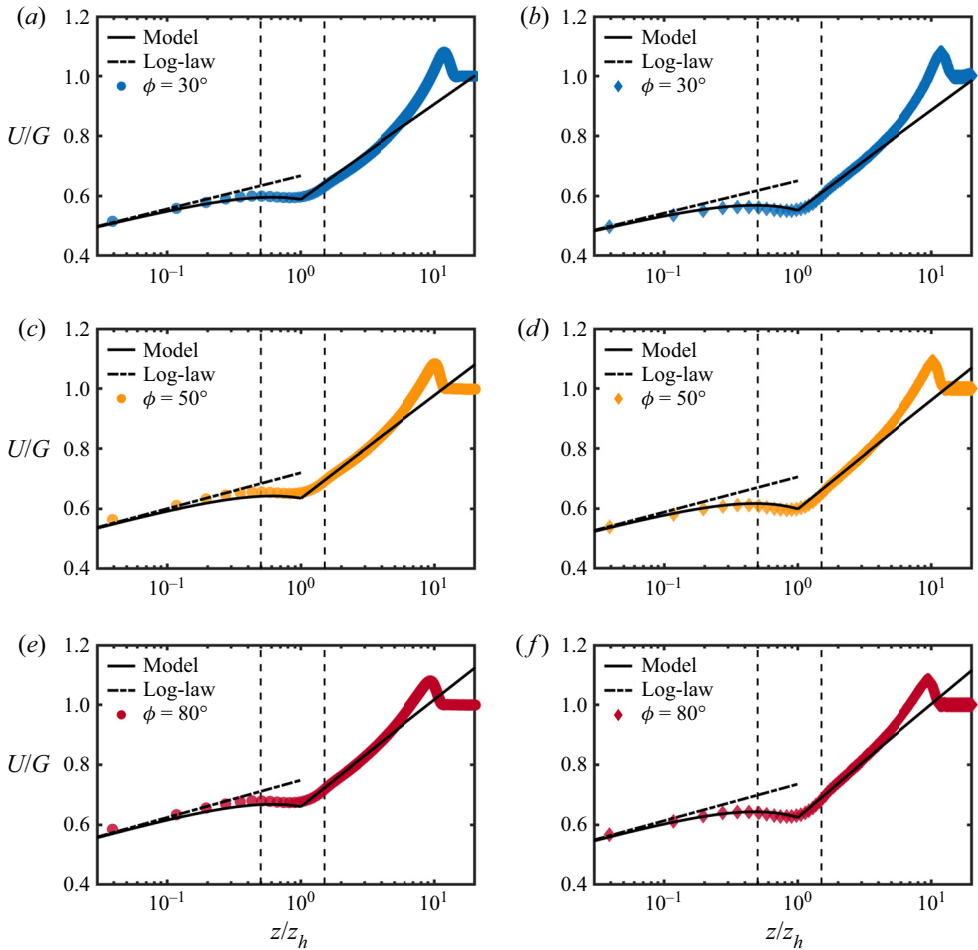 (a)
1.2
1.0
0.8
0.6
0.4
U/G
Model
Log-law
ϕ = 30°
10⁻¹
10⁰
10¹
(b)
1.2
1.0
0.8
0.6
0.4
Model
Log-law
ϕ = 30°
10⁻¹
10⁰
10¹
(c)
1.2
1.0
0.8
0.6
0.4
U/G
Model
Log-law
ϕ = 50°
10⁻¹
10⁰
10¹
(d)
1.2
1.0
0.8
0.6
0.4
Model
Log-law
ϕ = 50°
10⁻¹
10⁰
10¹
(e)
1.2
1.0
0.8
0.6
0.4
U/G
Model
Log-law
ϕ = 80°
10⁻¹
10⁰
10¹
z/zₕ
(f)
1.2
1.0
0.8
0.6
0.4
Model
Log-law
ϕ = 80°
10⁻¹
10⁰
10¹
z/zₕ